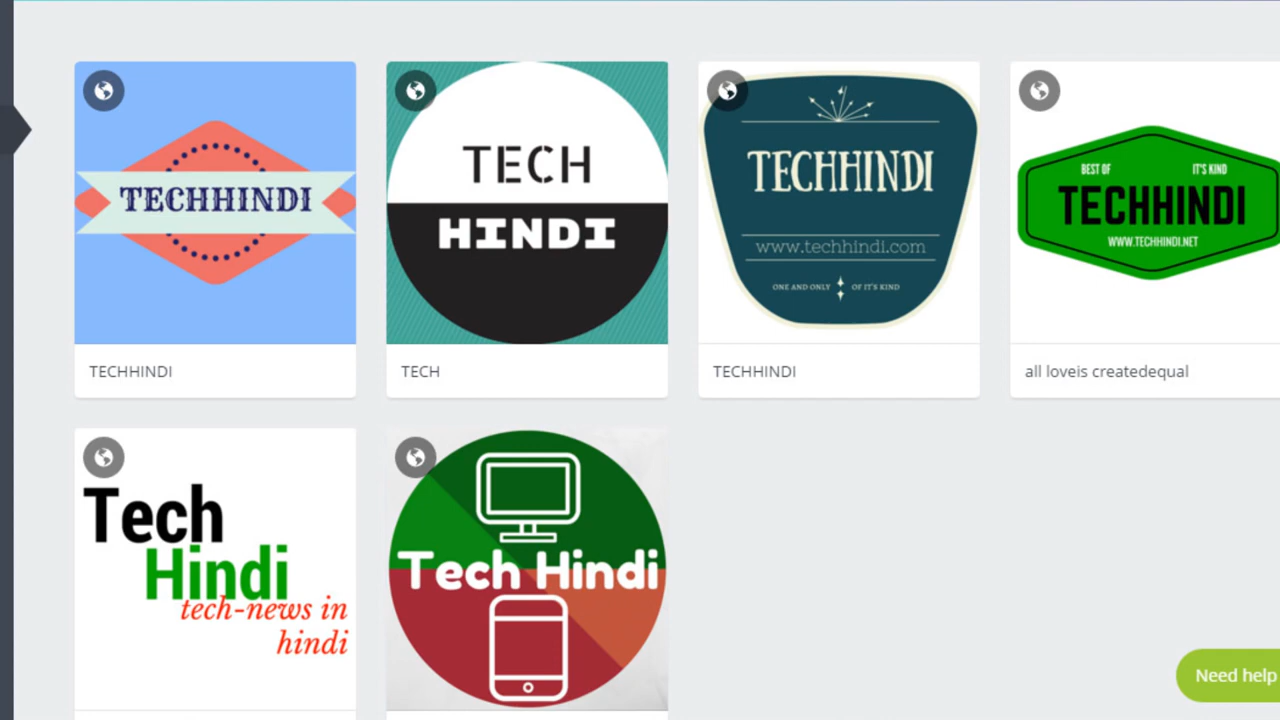 TECHHINDI
TECHHINDI
TECH
HINDI
TECH
TECHHINDI
www.techhindi.com
ONE AND ONLY OF IT'S KIND
TECHHINDI
BEST OF IT'S KIND
TECHHINDI
WWW.TECHHINDI.NET
all loveis createdequal
Tech
Hindi
tech-news in
hindi
Tech Hindi
Need help